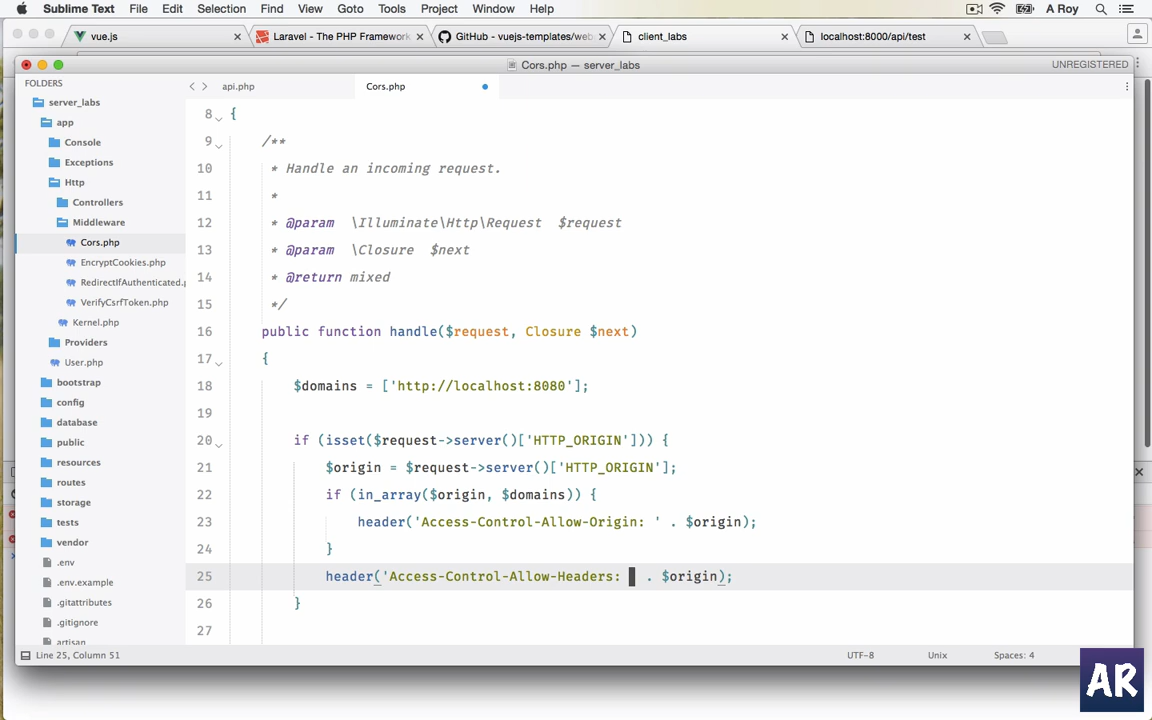 Sublime Text File Edit Selection Find View Goto Tools Project Window Help A Roy
vue.js Laravel - The PHP Framework GitHub - vuejs-templates/web client_labs localhost:8000/api/test
Cors.php — server_labs UNREGISTERED
FOLDERS
server_labs
app
Console
Exceptions
Http
Controllers
Middleware
Cors.php
EncryptCookies.php
RedirectIfAuthenticated.p
VerifyCsrfToken.php
Kernel.php
Providers
User.php
bootstrap
config
database
public
resources
routes
storage
tests
vendor
.env
.env.example
.gitattributes
.gitignore
artisan
api.php Cors.php
8 {
9 /**
10 * Handle an incoming request.
11 *
12 * @param \Illuminate\Http\Request $request
13 * @param \Closure $next
14 * @return mixed
15 */
16 public function handle($request, Closure $next)
17 {
18 $domains = ['http://localhost:8080'];
19
20 if (isset($request->server()['HTTP_ORIGIN'])) {
21 $origin = $request->server()['HTTP_ORIGIN'];
22 if (in_array($origin, $domains)) {
23 header('Access-Control-Allow-Origin: ' . $origin);
24 }
25 header('Access-Control-Allow-Headers: . $origin);
26 }
27
Line 25, Column 51 UTF-8 Unix Spaces: 4
AR